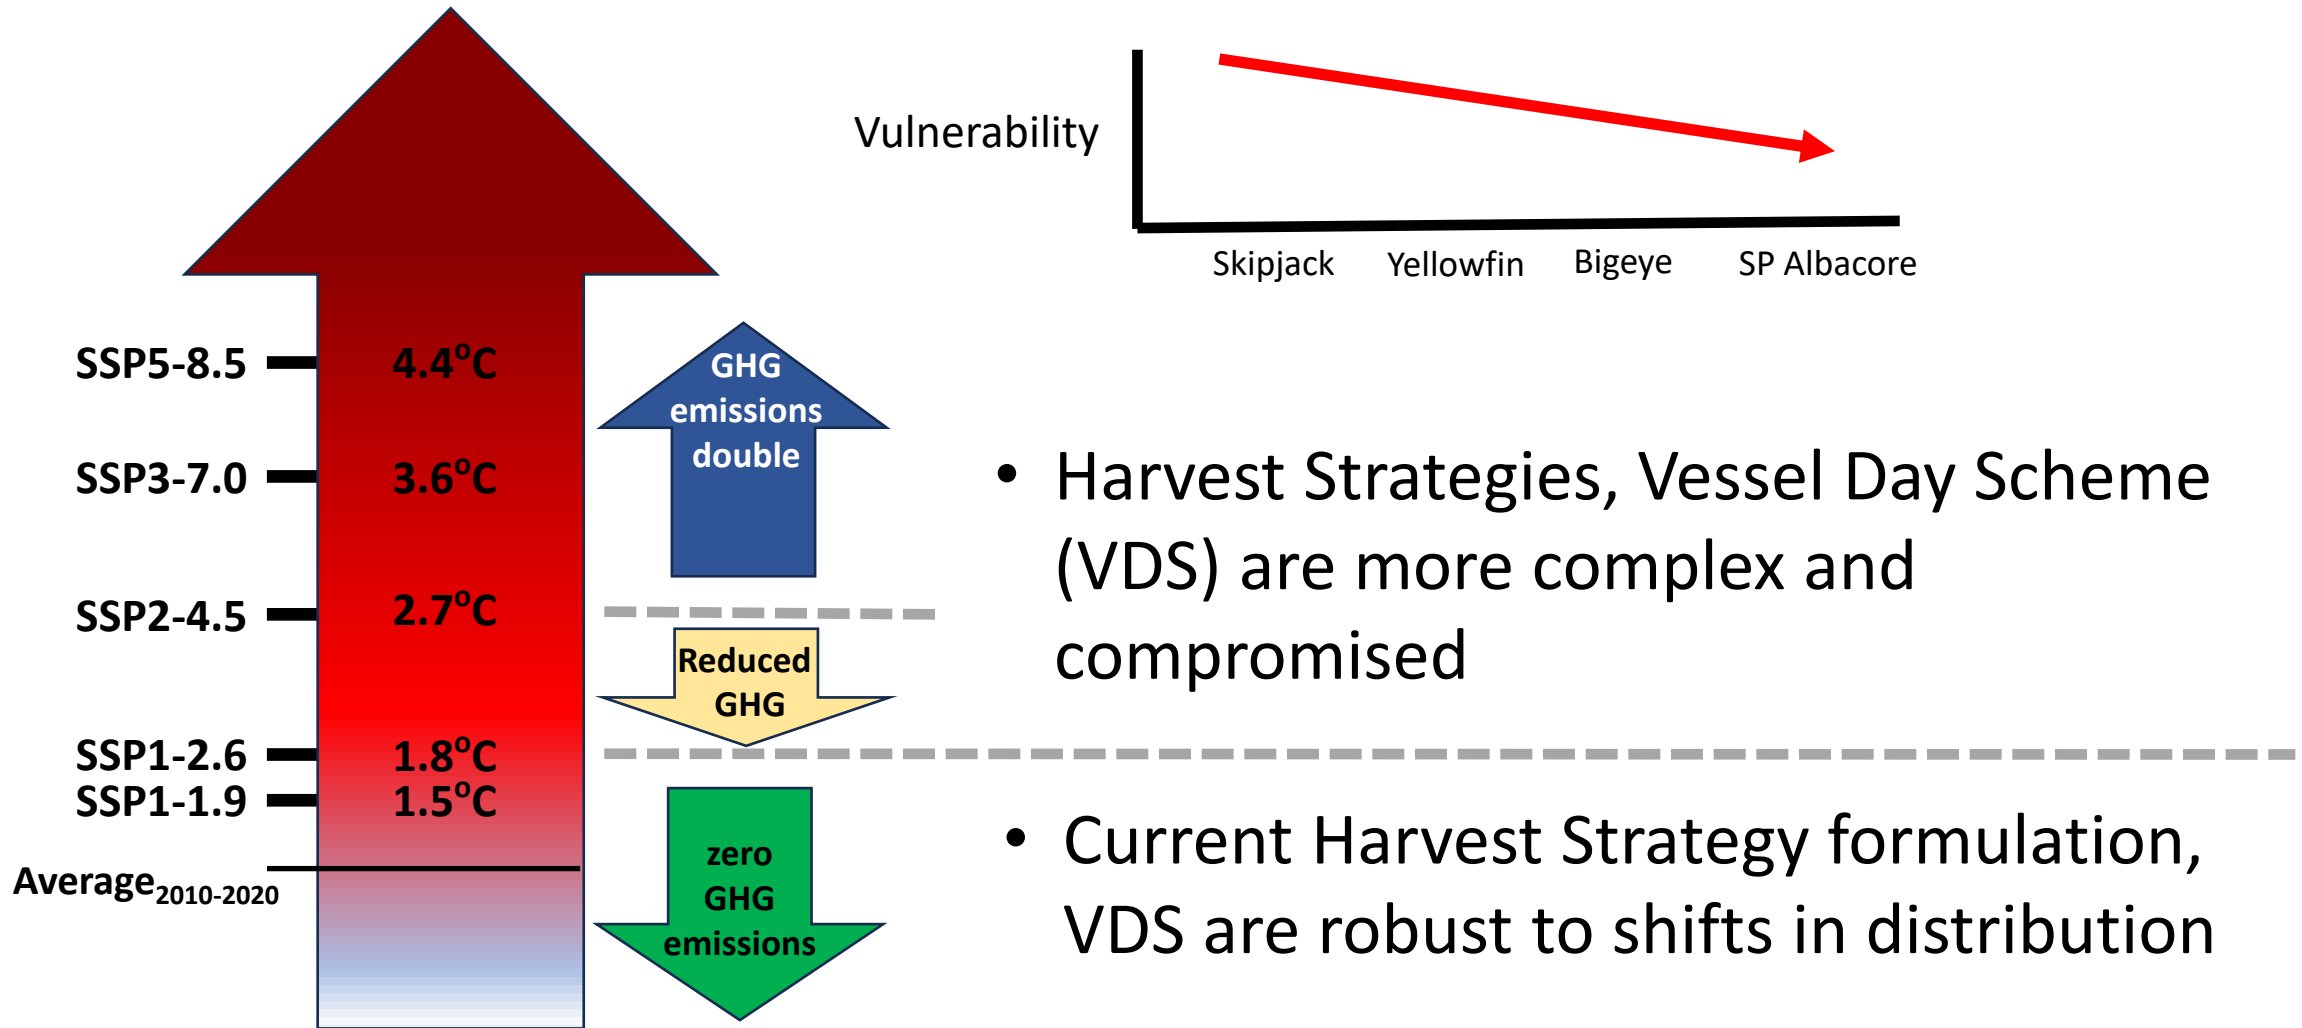 Vulnerability
Skipjack
Yellowfin
Bigeye
SP Albacore
SSP5-8.5
4.4°C
SSP3-7.0
3.6°C
SSP2-4.5
2.7°C
SSP1-2.6
1.8°C
SSP1-1.9
1.5°C
Average2010-2020
GHG
emissions
double
Reduced
GHG
zero
GHG
emissions
• Harvest Strategies, Vessel Day Scheme
(VDS) are more complex and
compromised
• Current Harvest Strategy formulation,
VDS are robust to shifts in distribution